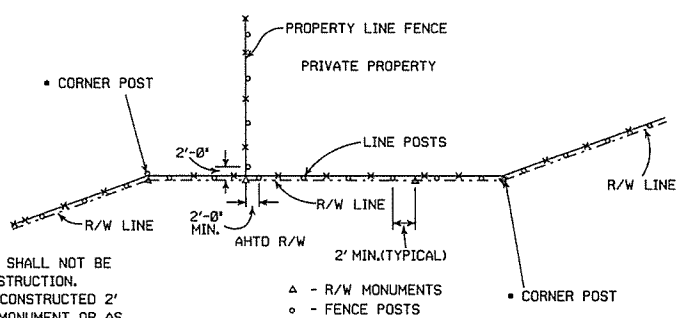 PROPERTY LINE FENCE
PRIVATE PROPERTY
• CORNER POST
2'-0"
LINE POSTS
R/W LINE
R/W LINE
R/W LINE
2'-0"
MIN.
AHTD R/W
2' MIN.(TYPICAL)
SHALL NOT BE
STRUCTION.
CONSTRUCTED 2'
MONUMENT OR AS
△ - R/W MONUMENTS
○ - FENCE POSTS
• CORNER POST